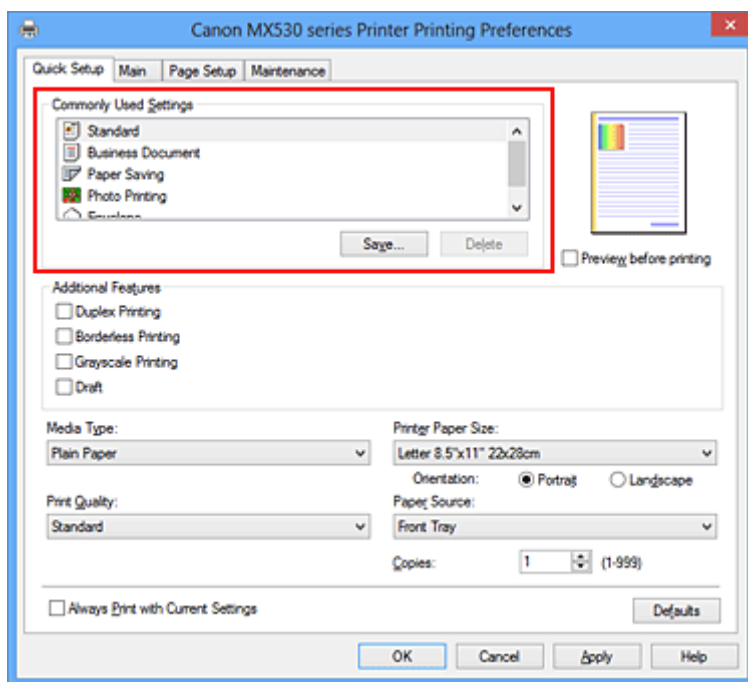 Canon MX530 series Printer Printing Preferences
Quick Setup Main Page Setup Maintenance
Commonly Used Settings
Standard
Business Document
Paper Saving
Photo Printing
Envelope
Save... Delete
Preview before printing
Additional Features
Duplex Printing
Borderless Printing
Grayscale Printing
Draft
Media Type:
Plain Paper
Printer Paper Size:
Letter 8.5"x11" 22x28cm
Orientation: Portrait Landscape
Print Quality:
Standard
Paper Source:
Front Tray
Copies: 1 (1-999)
Always Print with Current Settings
Defaults
OK Cancel Apply Help